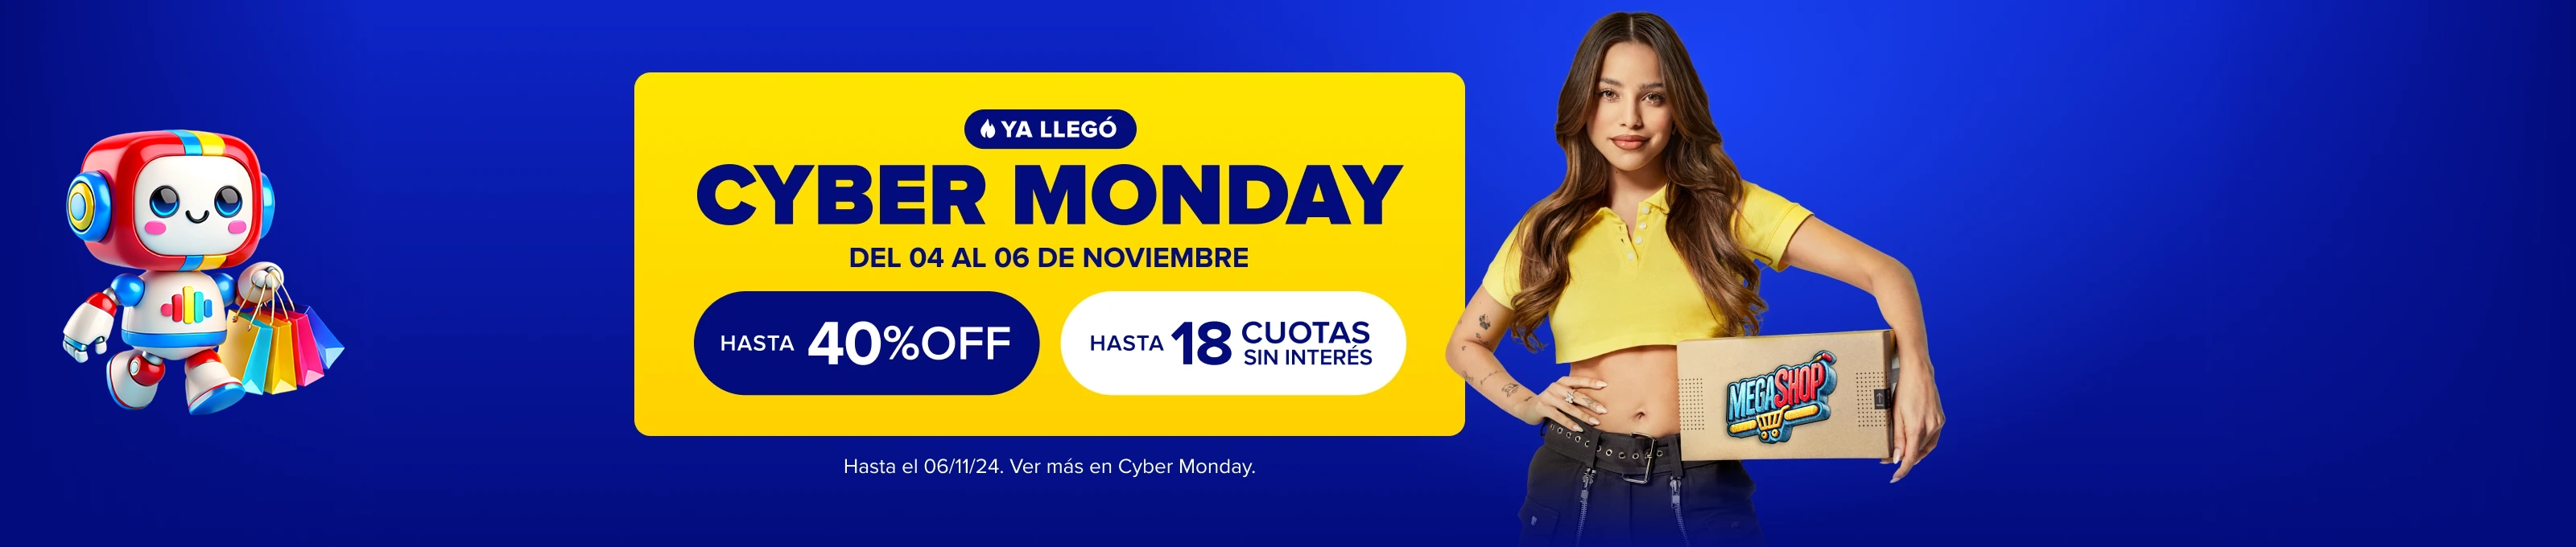 YA LLEGÓ
CYBER MONDAY
DEL 04 AL 06 DE NOVIEMBRE
HASTA 40%OFF
HASTA 18 CUOTAS
SIN INTERÉS
Hasta el 06/11/24. Ver más en Cyber Monday.
MEGASHOP